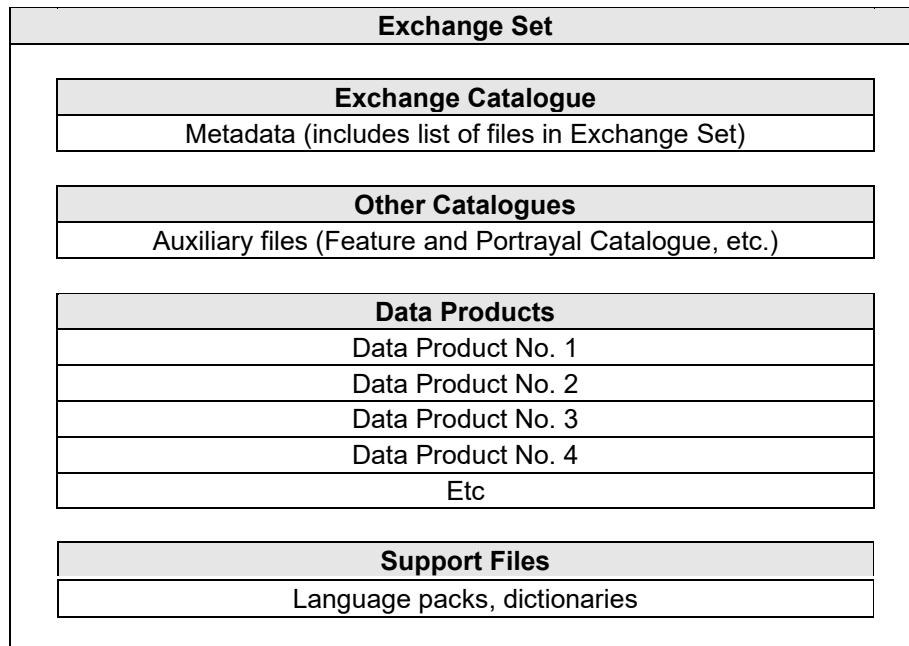 Exchange Set
Exchange Catalogue
Metadata (includes list of files in Exchange Set)
Other Catalogues
Auxiliary files (Feature and Portrayal Catalogue, etc.)
Data Products
Data Product No. 1
Data Product No. 2
Data Product No. 3
Data Product No. 4
Etc
Support Files
Language packs, dictionaries